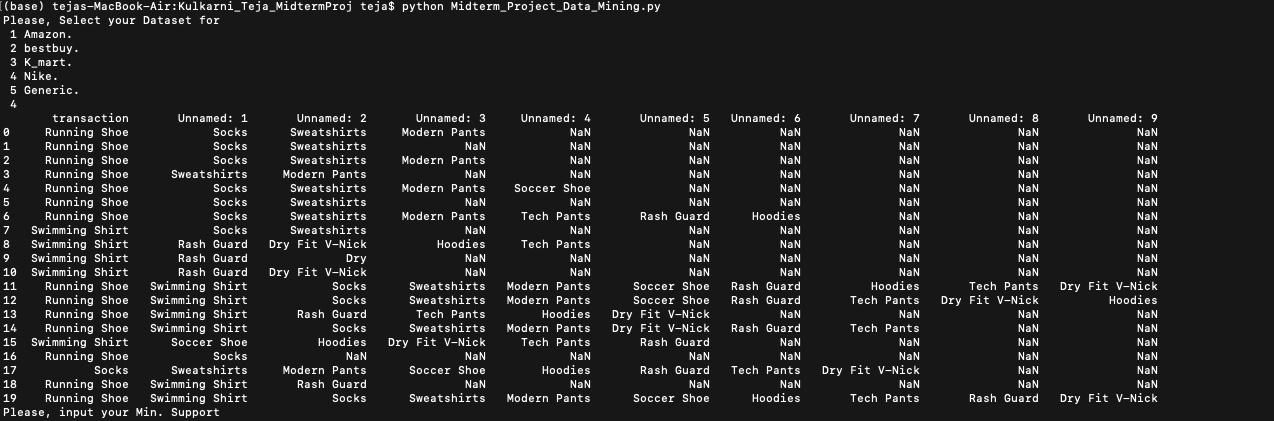 (base) tejas-MacBook-Air:Kulkarni_Teja_MidtermProj teja$ python Midterm_Project_Data_Mining.py
Please, Select your Dataset for
 1 Amazon.
 2 bestbuy.
 3 K_mart.
 4 Nike.
 5 Generic.
 4
transaction Unnamed: 1 Unnamed: 2 Unnamed: 3 Unnamed: 4 Unnamed: 5 Unnamed: 6 Unnamed: 7 Unnamed: 8 Unnamed: 9
0 Running Shoe Socks Sweatshirts Modern Pants NaN NaN NaN NaN NaN NaN
1 Running Shoe Socks Sweatshirts NaN NaN NaN NaN NaN NaN NaN
2 Running Shoe Socks Sweatshirts Modern Pants NaN NaN NaN NaN NaN NaN
3 Running Shoe Sweatshirts Modern Pants NaN NaN NaN NaN NaN NaN NaN
4 Running Shoe Socks Sweatshirts Modern Pants Soccer Shoe NaN NaN NaN NaN NaN
5 Running Shoe Socks Sweatshirts NaN NaN NaN NaN NaN NaN NaN
6 Running Shoe Socks Sweatshirts Modern Pants Tech Pants Rash Guard Hoodies NaN NaN NaN
7 Swimming Shirt Socks Sweatshirts NaN NaN NaN NaN NaN NaN NaN
8 Swimming Shirt Rash Guard Dry Fit V-Nick Hoodies Tech Pants NaN NaN NaN NaN NaN
9 Swimming Shirt Rash Guard Dry NaN NaN NaN NaN NaN NaN NaN
10 Swimming Shirt Rash Guard Dry Fit V-Nick NaN NaN NaN NaN NaN NaN NaN
11 Running Shoe Swimming Shirt Socks Sweatshirts Modern Pants Soccer Shoe Rash Guard Hoodies Tech Pants Dry Fit V-Nick
12 Running Shoe Swimming Shirt Socks Sweatshirts Modern Pants Soccer Shoe Rash Guard Tech Pants Dry Fit V-Nick Hoodies
13 Running Shoe Swimming Shirt Rash Guard Tech Pants Hoodies Dry Fit V-Nick NaN NaN NaN NaN
14 Running Shoe Swimming Shirt Socks Sweatshirts Modern Pants Dry Fit V-Nick Rash Guard Tech Pants NaN NaN
15 Swimming Shirt Soccer Shoe Hoodies Dry Fit V-Nick Tech Pants Rash Guard NaN NaN NaN NaN
16 Running Shoe Socks NaN NaN NaN NaN NaN NaN NaN NaN
17 Socks Sweatshirts Modern Pants Soccer Shoe Hoodies Rash Guard Tech Pants Dry Fit V-Nick NaN NaN
18 Running Shoe Swimming Shirt Rash Guard NaN NaN NaN NaN NaN NaN NaN
19 Running Shoe Swimming Shirt Socks Sweatshirts Modern Pants Soccer Shoe Hoodies Tech Pants Rash Guard Dry Fit V-Nick
Please, input your Min. Support